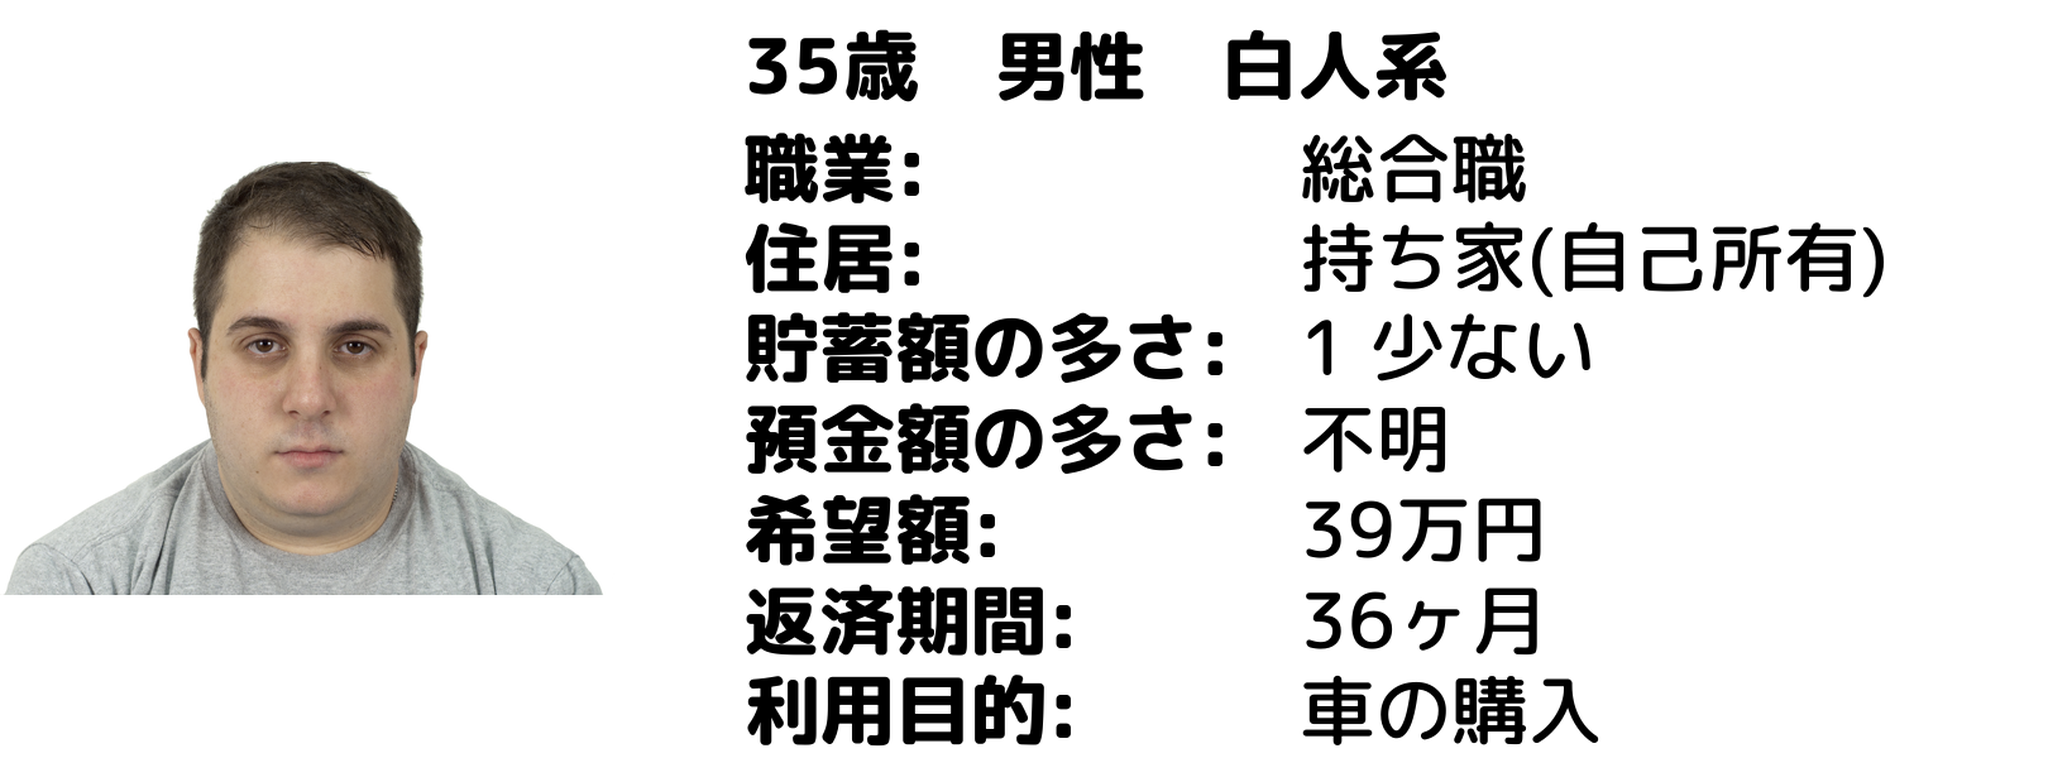 35歳　男性　白人系
職業: 総合職
住居: 持ち家(自己所有)
貯蓄額の多さ: 1 少ない
預金額の多さ: 不明
希望額: 39万円
返済期間: 36ヶ月
利用目的: 車の購入